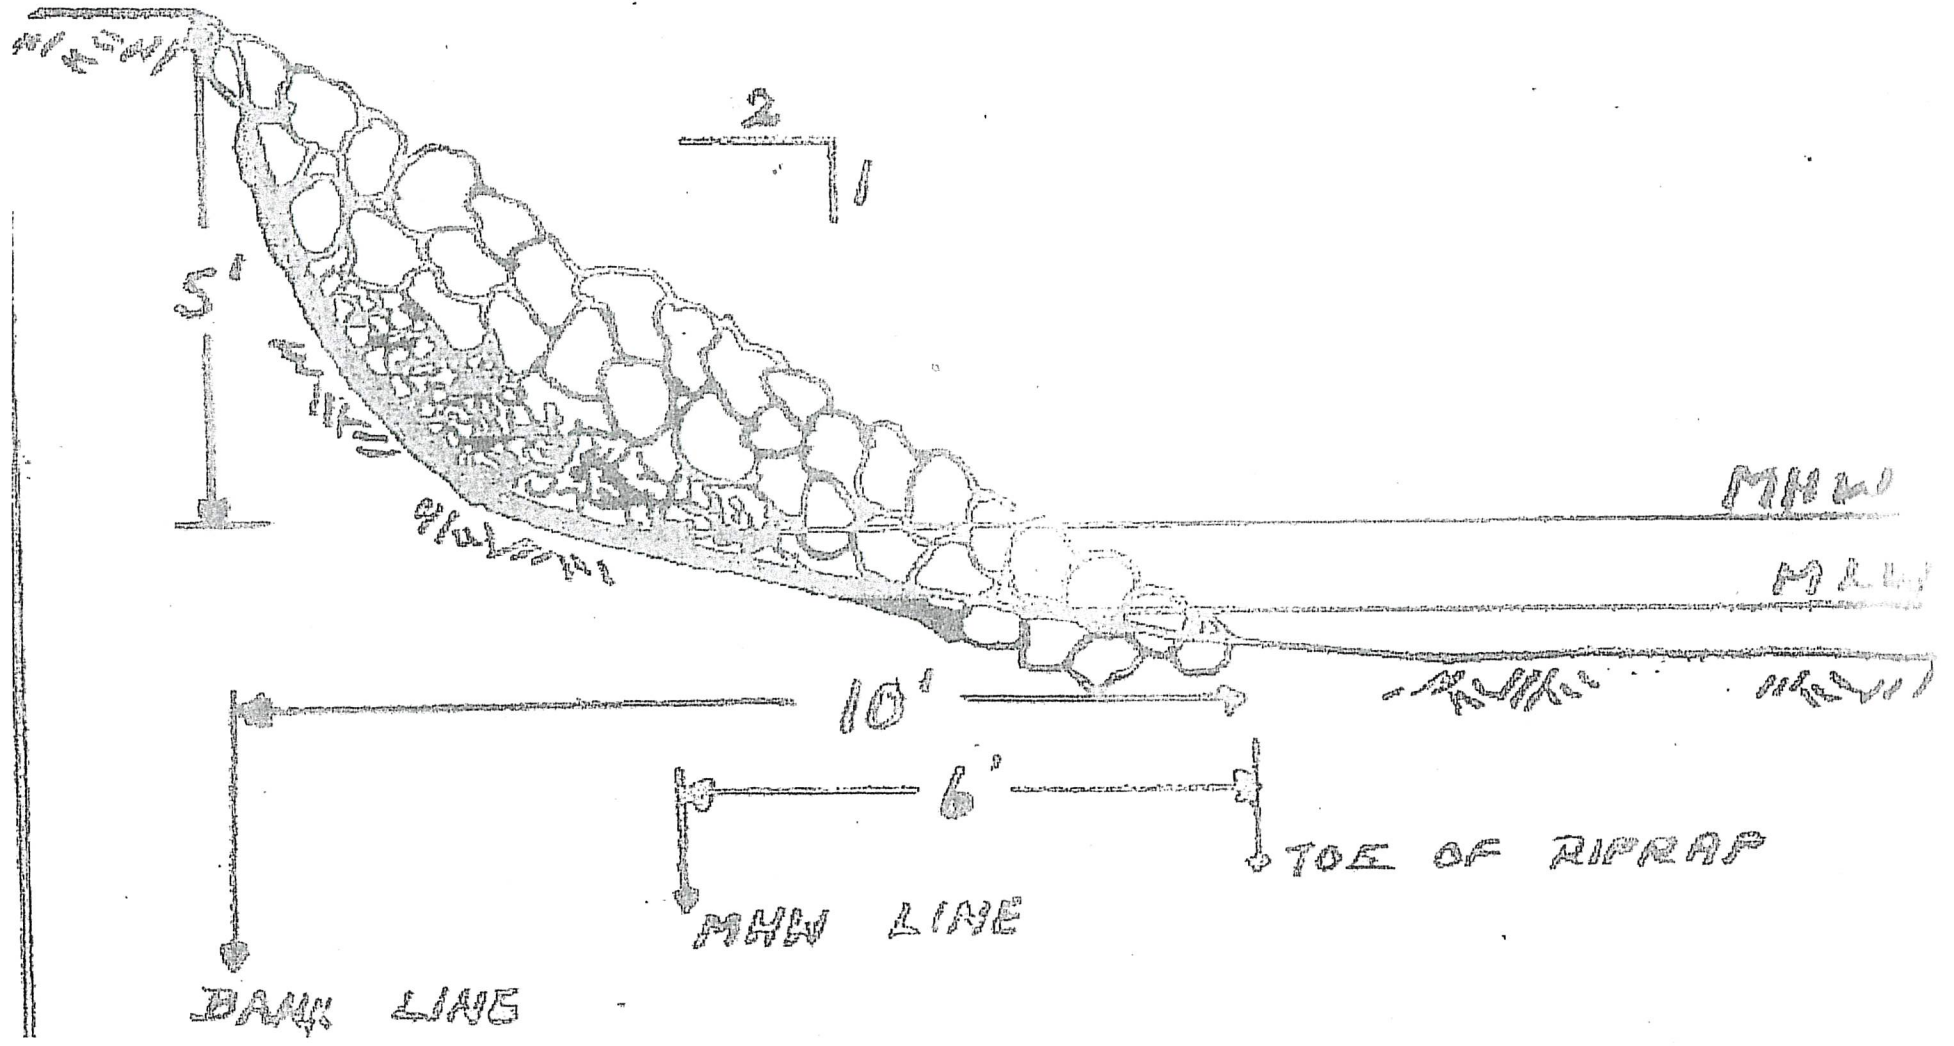 2
1
5'
MHW
MLW
10'
6'
TOE OF RIPRAP
MHW LINE
BANK LINE